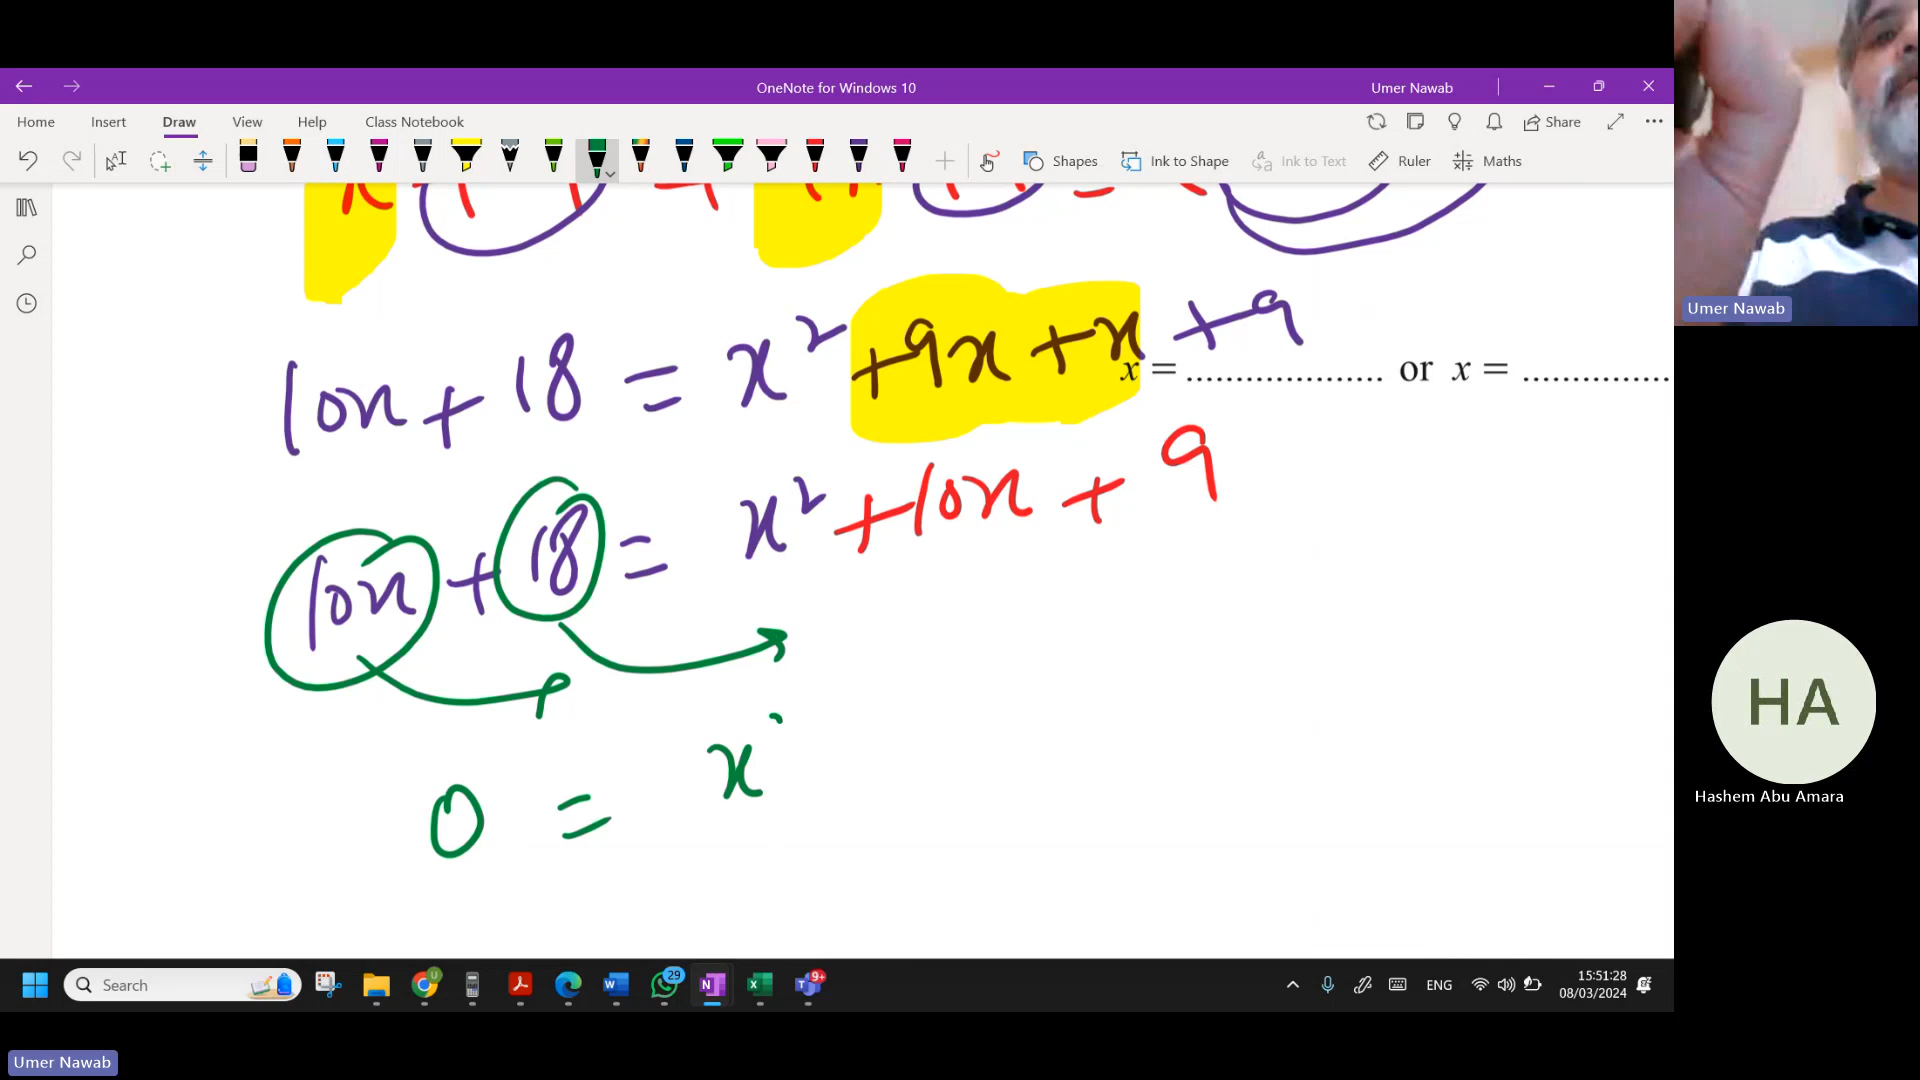 OneNote for Windows 10
Umer Nawab
Home Insert Draw View Help Class Notebook
Share
Shapes Ink to Shape Ink to Text Ruler Maths
10x + 18 = x² + 9x + x + 9
x = .................... or x = ...............
10x + 18 = x² + 10x + 9
0 = x
Umer Nawab
HA
Hashem Abu Amara
Search
29
9+
ENG
15:51:28
08/03/2024
Umer Nawab